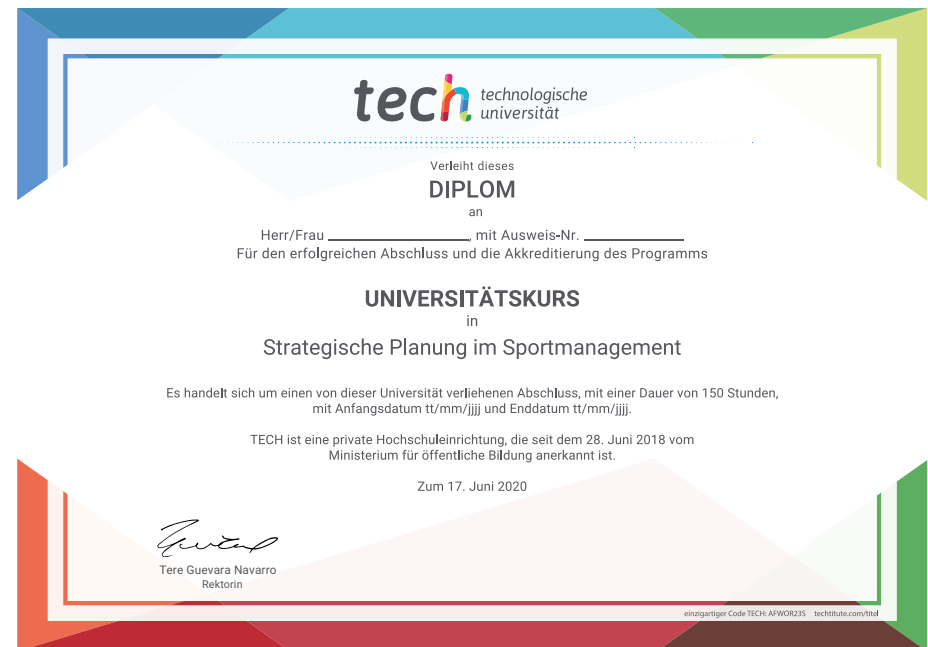 tech technologische
universität
Verleiht dieses
DIPLOM
an
Herr/Frau ____________________, mit Ausweis-Nr. ______________
Für den erfolgreichen Abschluss und die Akkreditierung des Programms
UNIVERSITÄTSKURS
in
Strategische Planung im Sportmanagement
Es handelt sich um einen von dieser Universität verliehenen Abschluss, mit einer Dauer von 150 Stunden,
mit Anfangsdatum tt/mm/jjjj und Enddatum tt/mm/jjjj.
TECH ist eine private Hochschuleinrichtung, die seit dem 28. Juni 2018 vom
Ministerium für öffentliche Bildung anerkannt ist.
Zum 17. Juni 2020
Tere Guevara Navarro
Rektorin
einzigartiger Code TECH: AFWOR23S techtitute.com/titel